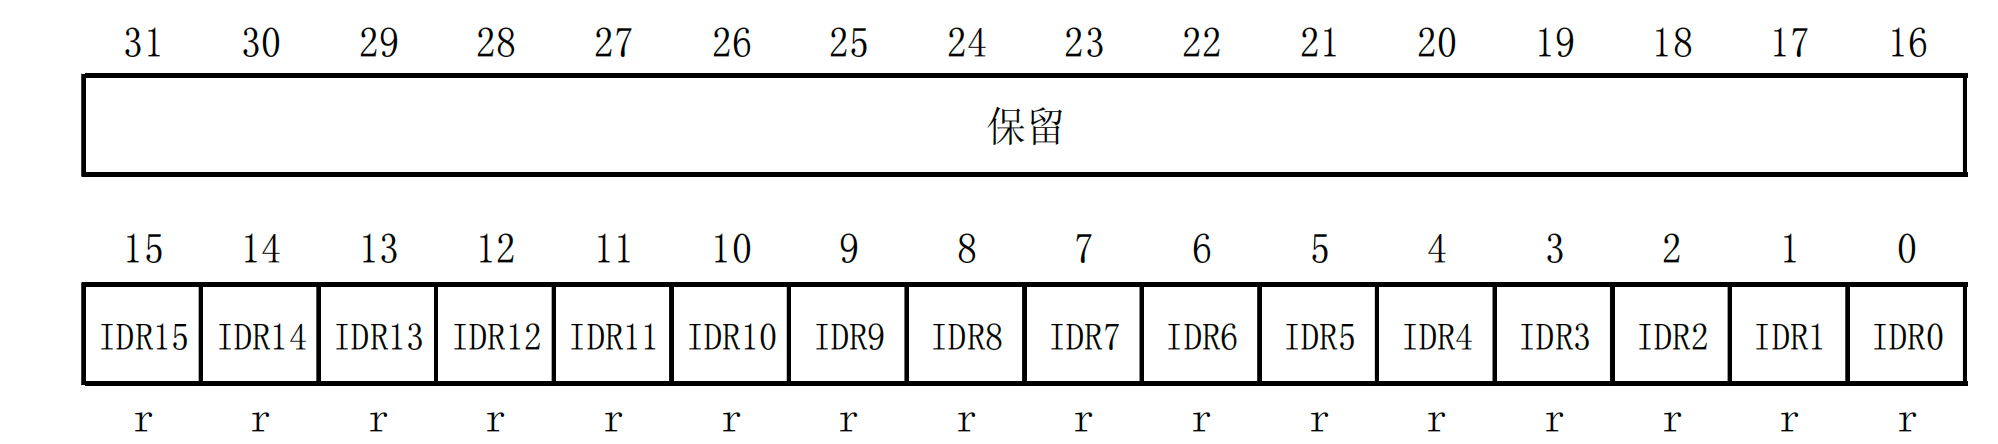 31 30 29 28 27 26 25 24 23 22 21 20 19 18 17 16
保留
15 14 13 12 11 10 9 8 7 6 5 4 3 2 1 0
IDR15 IDR14 IDR13 IDR12 IDR11 IDR10 IDR9 IDR8 IDR7 IDR6 IDR5 IDR4 IDR3 IDR2 IDR1 IDR0
r r r r r r r r r r r r r r r r